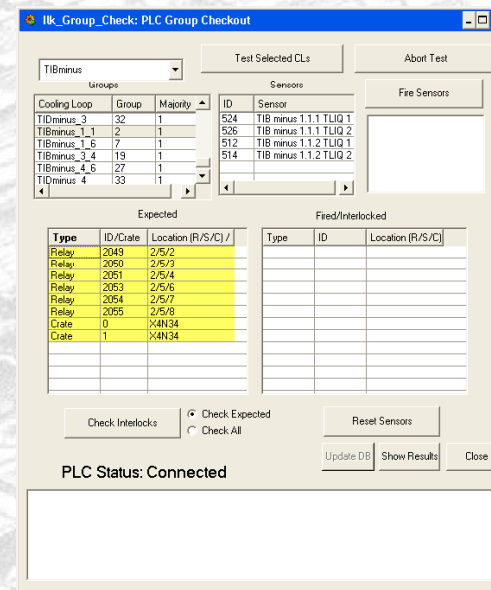 Ilk_Group_Check: PLC Group Checkout
TIBminus
Test Selected CLs
Abort Test
Groups
Sensors
Fire Sensors
Cooling Loop Group Majority
TIDminus_3 32 1
TIBminus_1_1 2 1
TIBminus_1_6 7 1
TIBminus_3_4 19 1
TIBminus_4_6 27 1
TIDminus 4 33 1
ID Sensor
524 TIB minus 1.1.1 TLIQ 1
526 TIB minus 1.1.1 TLIQ 2
512 TIB minus 1.1.2 TLIQ 1
514 TIB minus 1.1.2 TLIQ 2
Expected
Fired/Interlocked
Type ID/Crate Location (R/S/C) /
Relay 2049 2/5/2
Relay 2050 2/5/3
Relay 2051 2/5/4
Relay 2053 2/5/6
Relay 2054 2/5/7
Relay 2055 2/5/8
Crate 0 X4N34
Crate 1 X4N34
Type ID Location (R/S/C)
Check Interlocks
Check Expected
Check All
Reset Sensors
Update DB
Show Results
Close
PLC Status: Connected